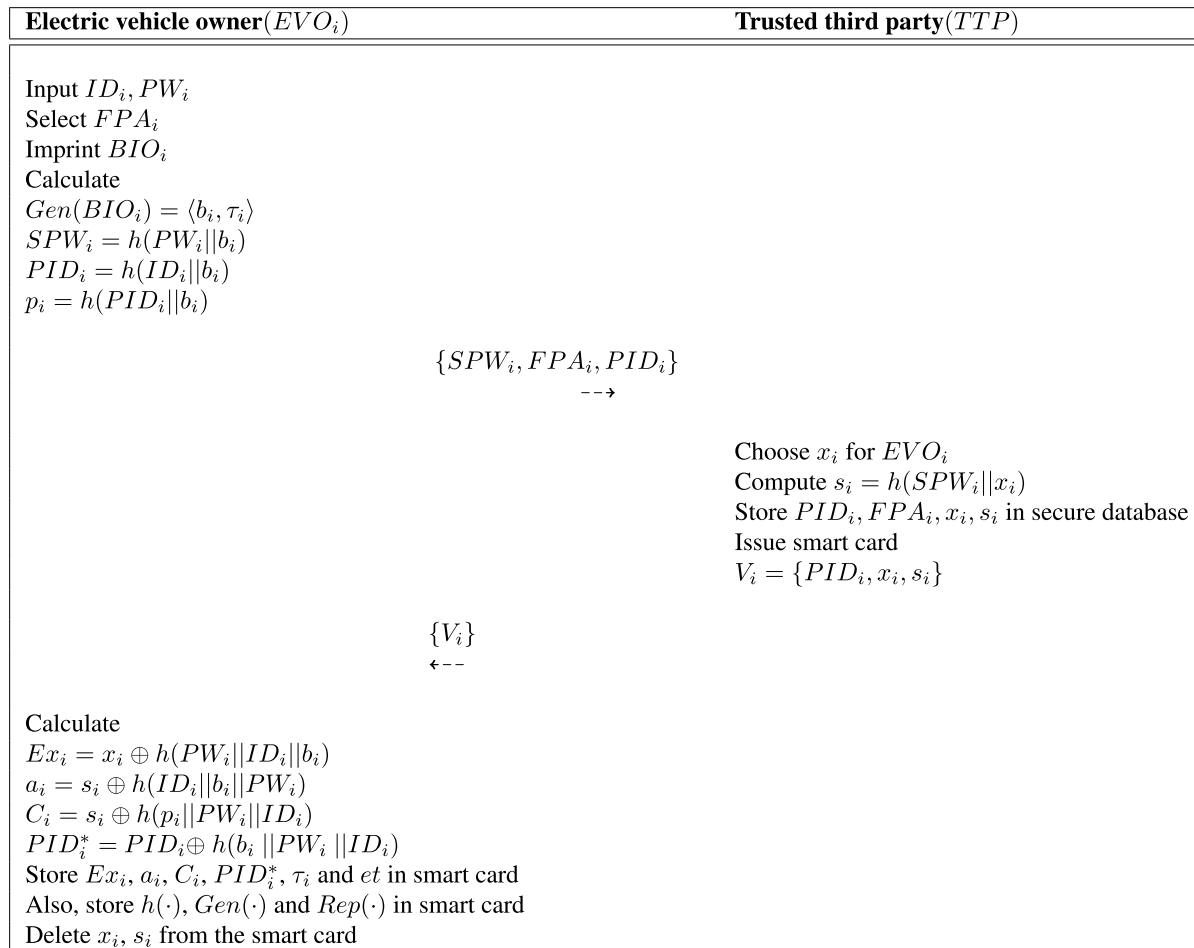 Electric vehicle owner(EVO_i) Trusted third party(TTP)
Input ID_i, PW_i
Select FPA_i
Imprint BIO_i
Calculate
Gen(BIO_i) = ⟨b_i, τ_i⟩
SPW_i = h(PW_i||b_i)
PID_i = h(ID_i||b_i)
p_i = h(PID_i||b_i)
{SPW_i, FPA_i, PID_i}
⇢
Choose x_i for EVO_i
Compute s_i = h(SPW_i||x_i)
Store PID_i, FPA_i, x_i, s_i in secure database
Issue smart card
V_i = {PID_i, x_i, s_i}
{V_i}
⇠
Calculate
Ex_i = x_i ⊕ h(PW_i||ID_i||b_i)
a_i = s_i ⊕ h(ID_i||b_i||PW_i)
C_i = s_i ⊕ h(p_i||PW_i||ID_i)
PID_i^* = PID_i⊕ h(b_i ||PW_i ||ID_i)
Store Ex_i, a_i, C_i, PID_i^*, τ_i and et in smart card
Also, store h(·), Gen(·) and Rep(·) in smart card
Delete x_i, s_i from the smart card